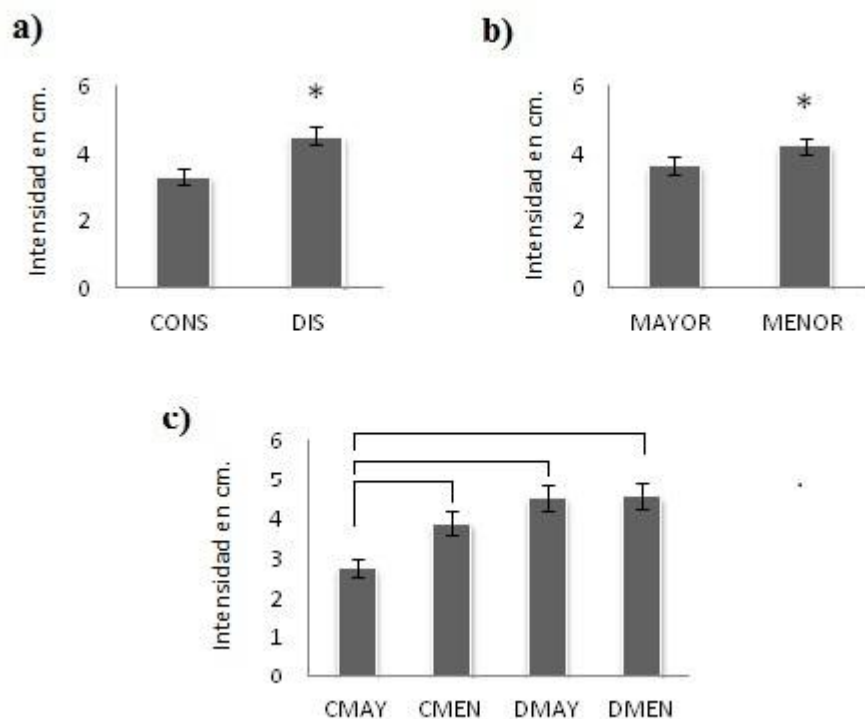 a)
Intensidad en cm.
6
4
2
0
*
CONS DIS
b)
Intensidad en cm.
6
4
2
0
*
MAYOR MENOR
c)
Intensidad en cm.
6
5
4
3
2
1
0
CMAY CMEN DMAY DMEN